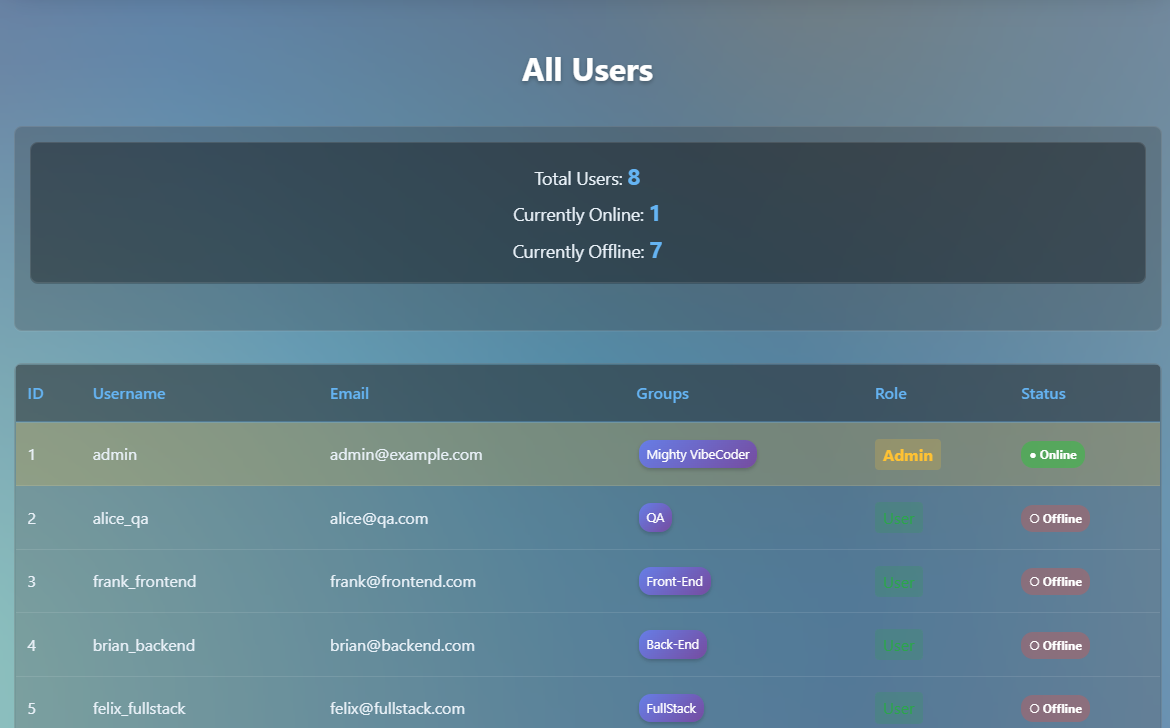 All Users
Total Users: 8
Currently Online: 1
Currently Offline: 7
ID Username Email Groups Role Status
1 admin admin@example.com Mighty VibeCoder Admin ● Online
2 alice_qa alice@qa.com QA User ○ Offline
3 frank_frontend frank@frontend.com Front-End User ○ Offline
4 brian_backend brian@backend.com Back-End User ○ Offline
5 felix_fullstack felix@fullstack.com FullStack User ○ Offline